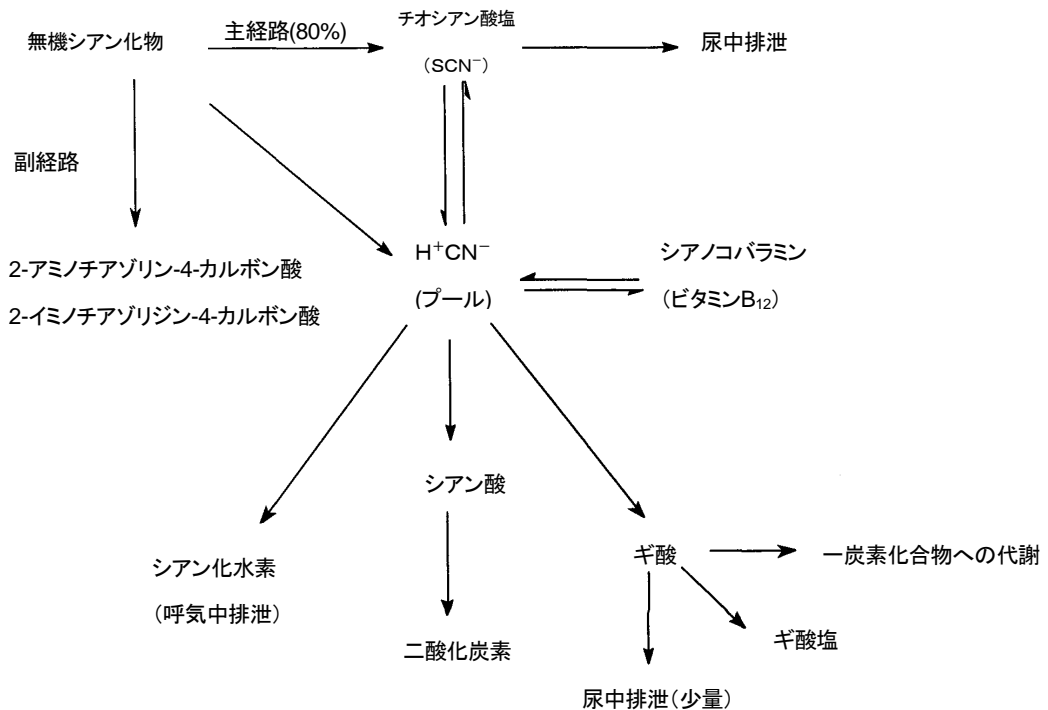 無機シアン化物
主経路(80%)
チオシアン酸塩
(SCN⁻)
尿中排泄
副経路
2-アミノチアゾリン-4-カルボン酸
2-イミノチアゾリジン-4-カルボン酸
H⁺CN⁻
(プール)
シアノコバラミン
(ビタミンB₁₂)
シアン化水素
(呼気中排泄)
シアン酸
二酸化炭素
ギ酸
一炭素化合物への代謝
ギ酸塩
尿中排泄(少量)